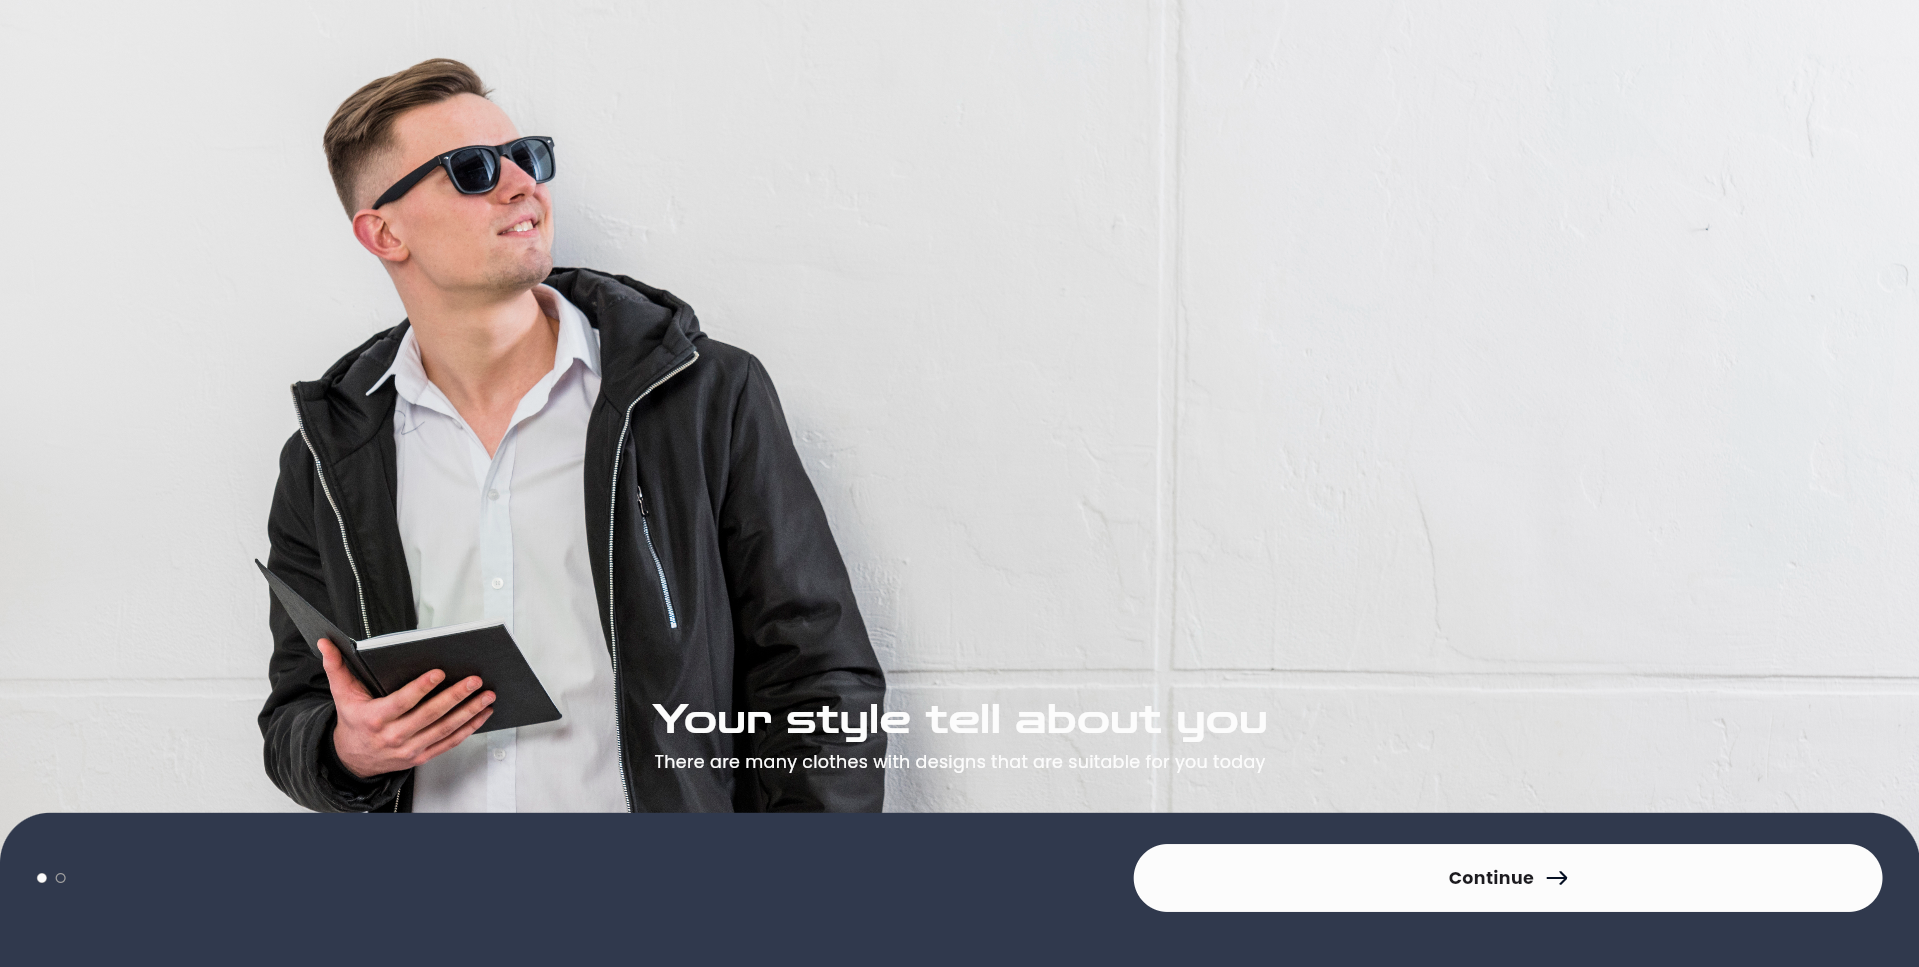 Your style tell about you
There are many clothes with designs that are suitable for you today
Continue